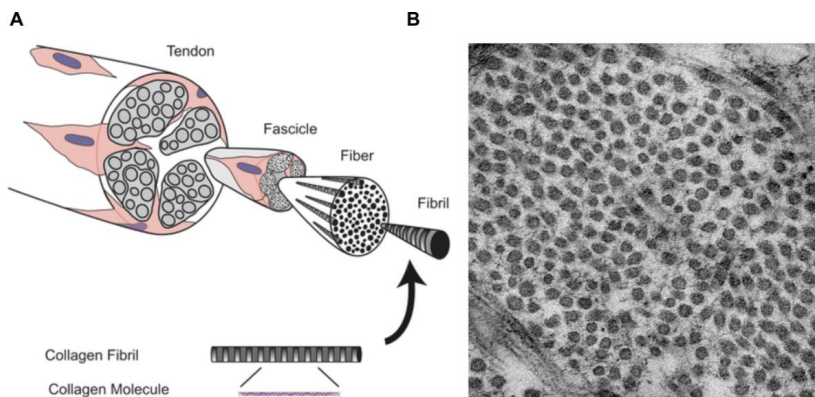 A
B
Tendon
Fascicle
Fiber
Fibril
Collagen Fibril
Collagen Molecule